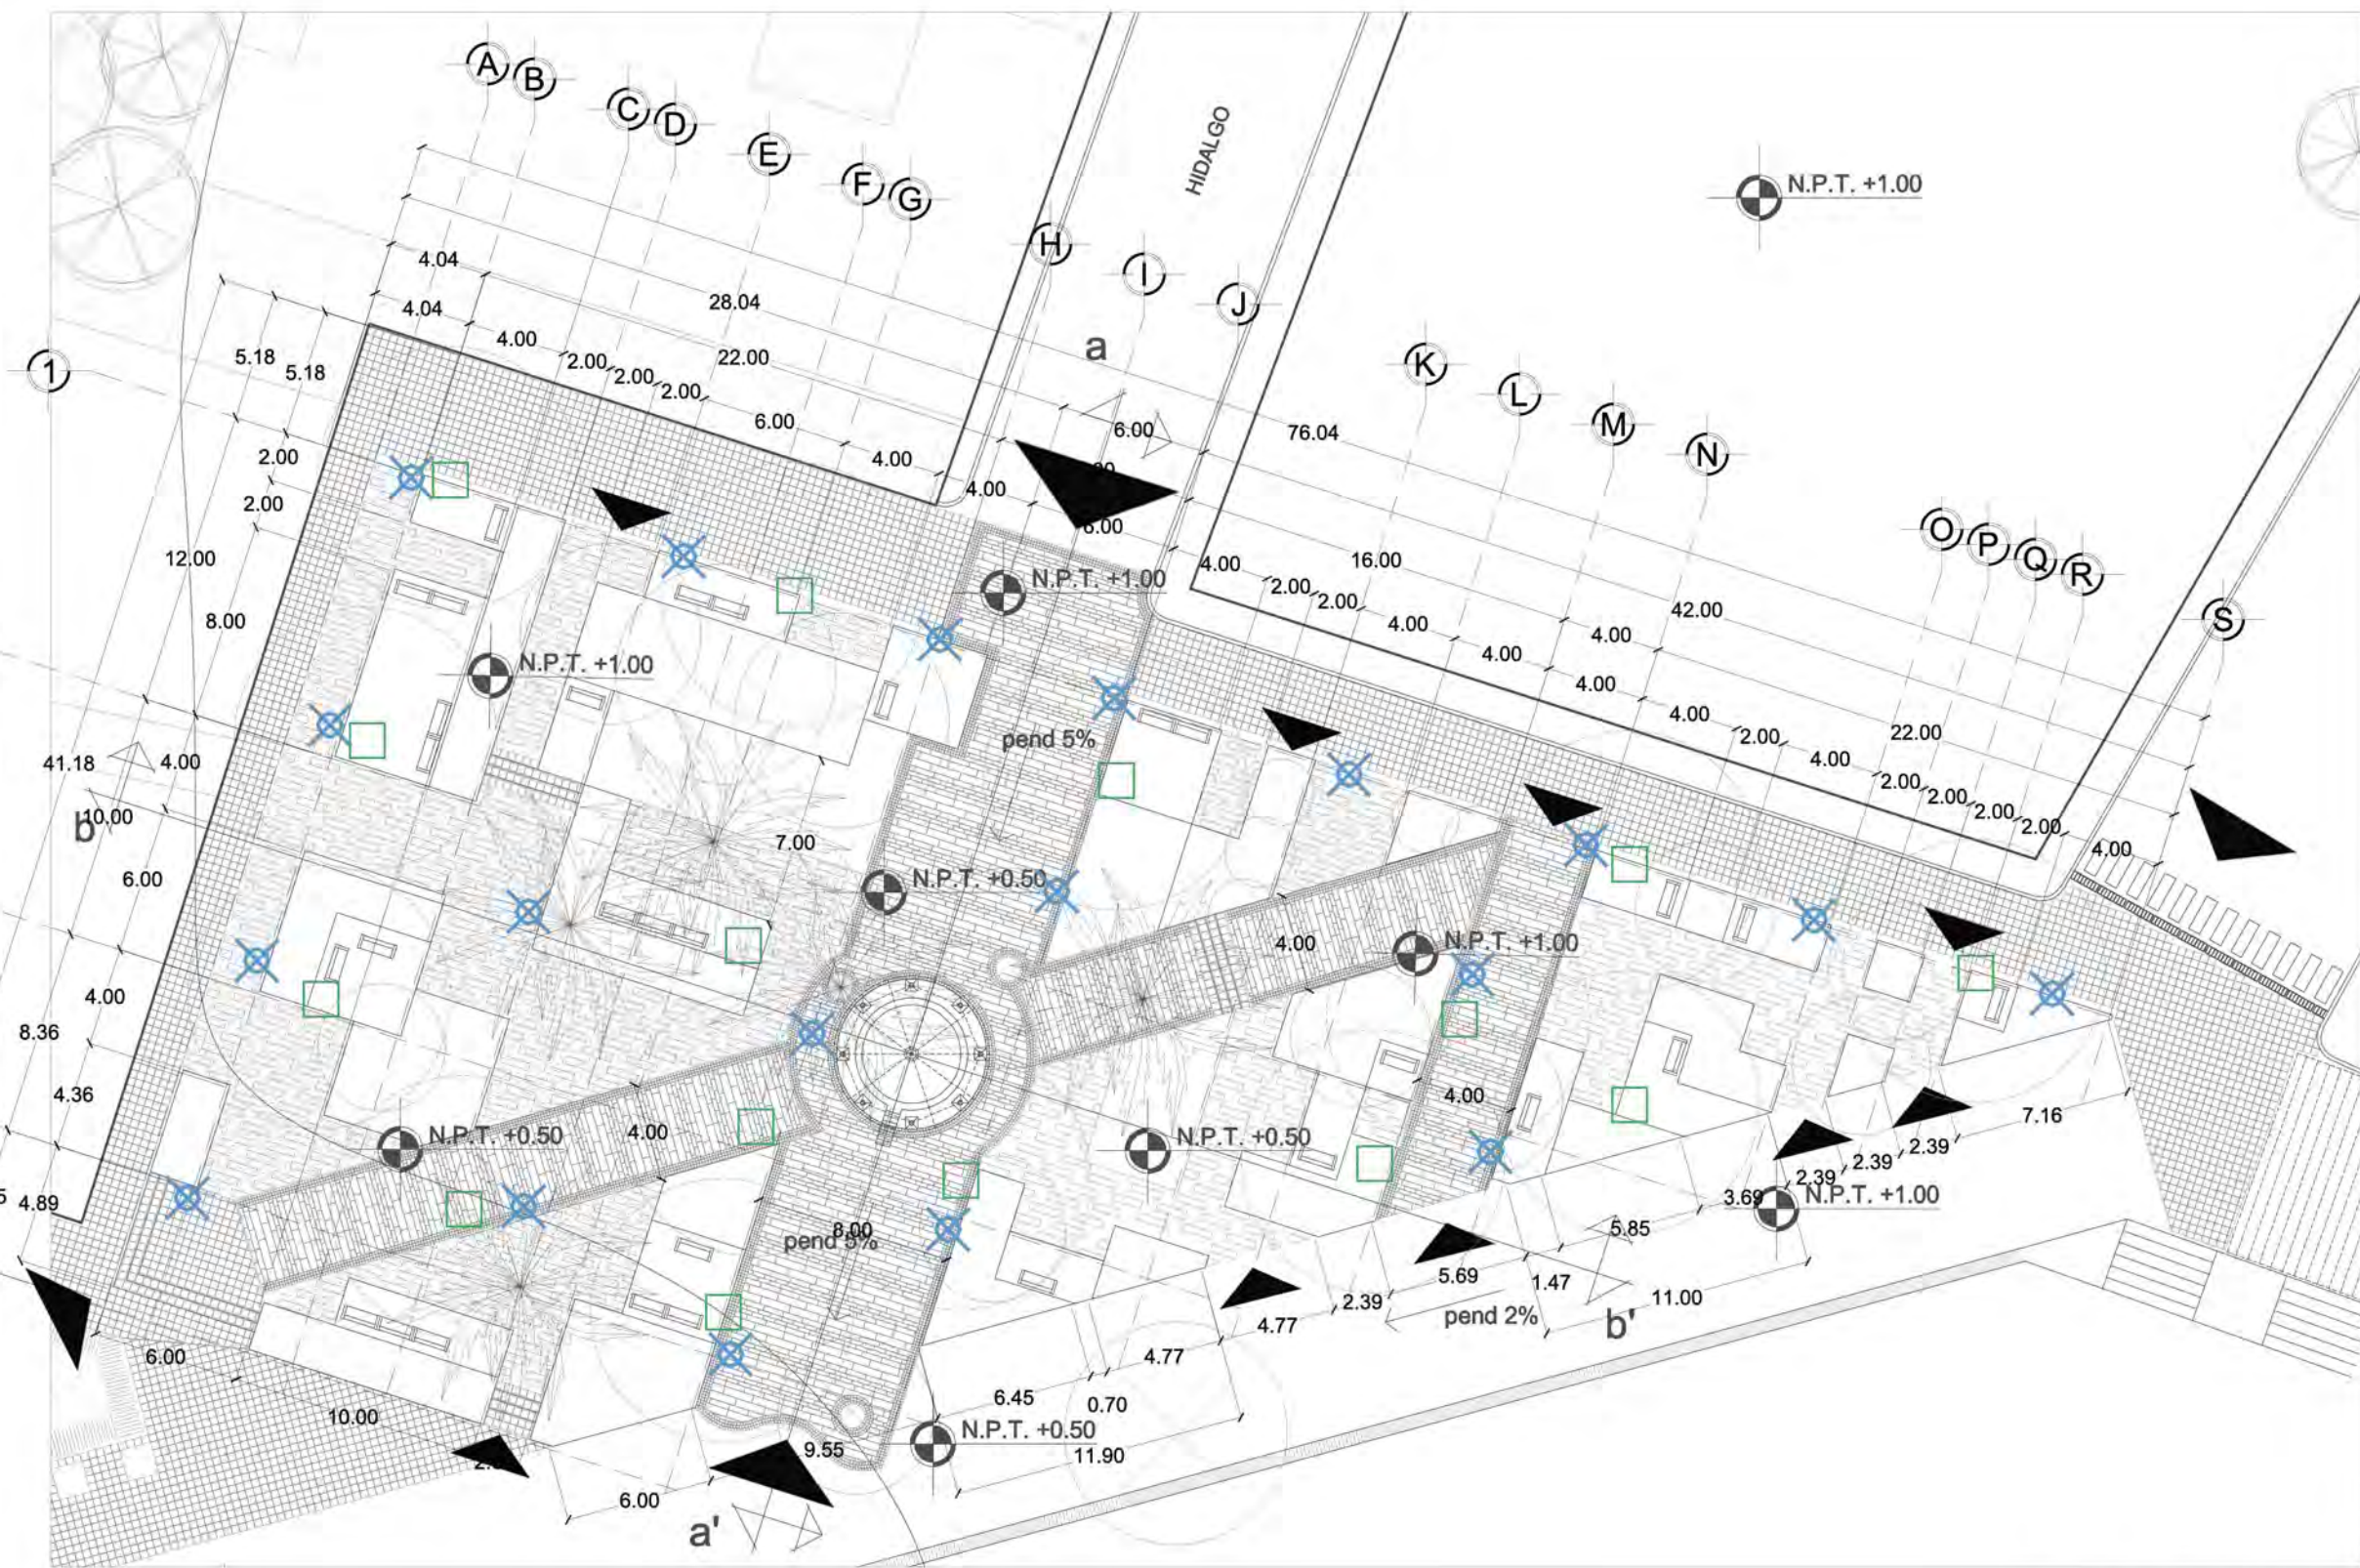 A
B
C
D
E
F
G
HIDALGO
N.P.T. +1.00
H
I
J
4.04
28.04
4.04
4.00
2.00
2.00
2.00
22.00
6.00
4.00
4.00
a
6.00
76.04
1
5.18
5.18
K
L
M
N
2.00
2.00
12.00
8.00
6.00
O
P
Q
R
S
N.P.T. +1.00
4.00
2.00
2.00
16.00
4.00
4.00
4.00
4.00
42.00
4.00
2.00
4.00
22.00
2.00
2.00
2.00
2.00
4.00
N.P.T. +1.00
pend 5%
41.18
4.00
b
10.00
7.00
6.00
N.P.T. +0.50
4.00
N.P.T. +1.00
4.00
8.36
4.36
4.00
7.16
N.P.T. +0.50
4.00
N.P.T. +0.50
2.39
2.39
2.39
5
4.89
3.69
N.P.T. +1.00
8.00
pend 5%
5.85
5.69
1.47
11.00
2.39
pend 2%
b'
4.77
6.00
4.77
6.45
0.70
10.00
N.P.T. +0.50
9.55
11.90
6.00
a'